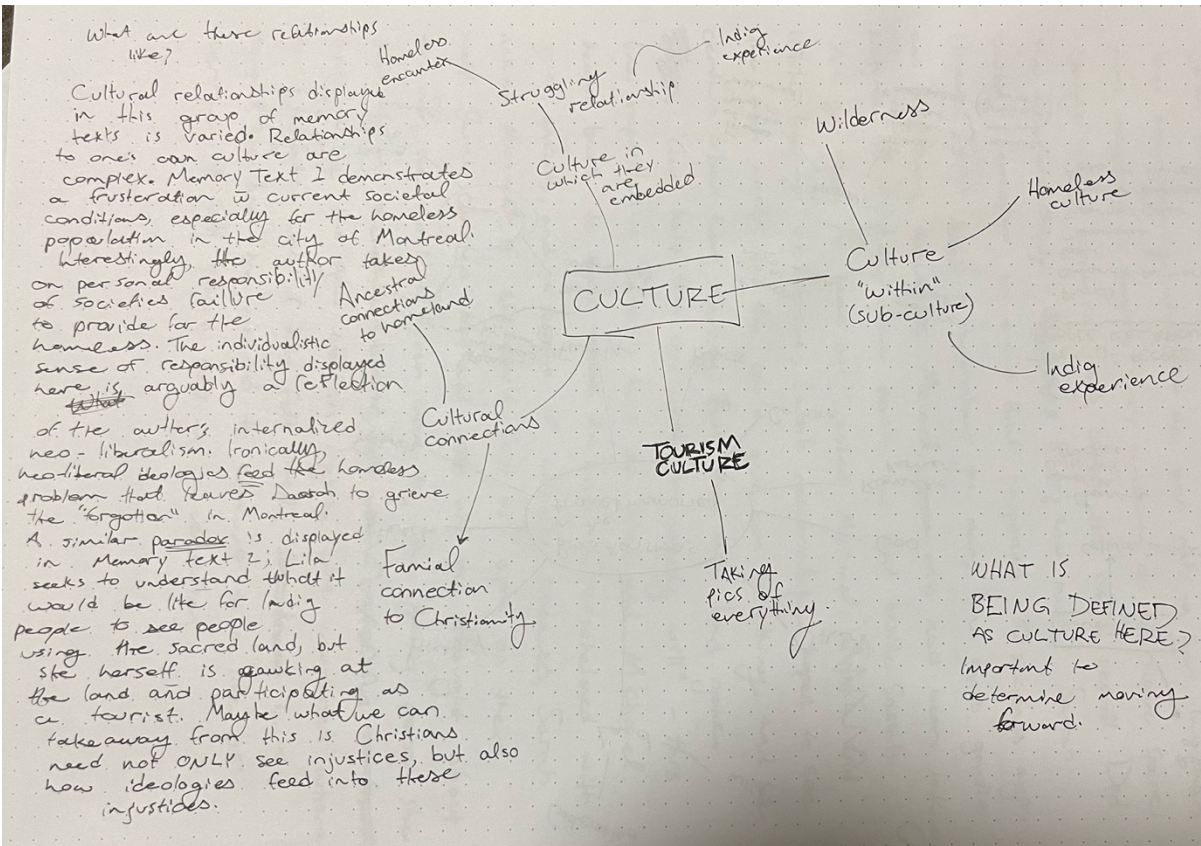 What are these relationships
like?
Cultural relationships displayed
in this group of memory
texts is varied. Relationships
to one's own culture are
complex. Memory Text 1 demonstrates
a frusteration w current societal
conditions, especially for the homeless
population in the city of Montreal.
Interestingly, the author takes
on personal responsibility
of societies failure
to provide for the
homeless. The individualistic
sense of responsibility displayed
here is, arguably a reflection
of the auther's internalized
neo-liberalism. Ironically,
neo-liberal ideologies feed the homeless
problem that leaves to grieve
the "forgotten" in Montreal.
A similar paradox is displayed
in Memory text 2; Lila
seeks to understand what it
would be like for Indig
people to see people
using the sacred land, but
she herself is gawking at
the land and participating as
a tourist. Maybe what we can
takeaway from this is Christians
need not ONLY see injustices, but also
how ideologies feed into these
injustides.
Homeless
encounter
Struggling
relationship
Indig
experience
Culture in
which they
are
embedded
CULTURE
Wilderness
Homeless
culture
Culture
"within"
(sub-culture)
Indig
experience
Ancestral
connections
to homeland
Cultural
connections
Famial
connection
to Christianity
TOURISM
CULTURE
TAKing
pics of
everything.
WHAT IS
BEING DEFINED
AS CULTURE HERE?
Important to
determine moving
forward.